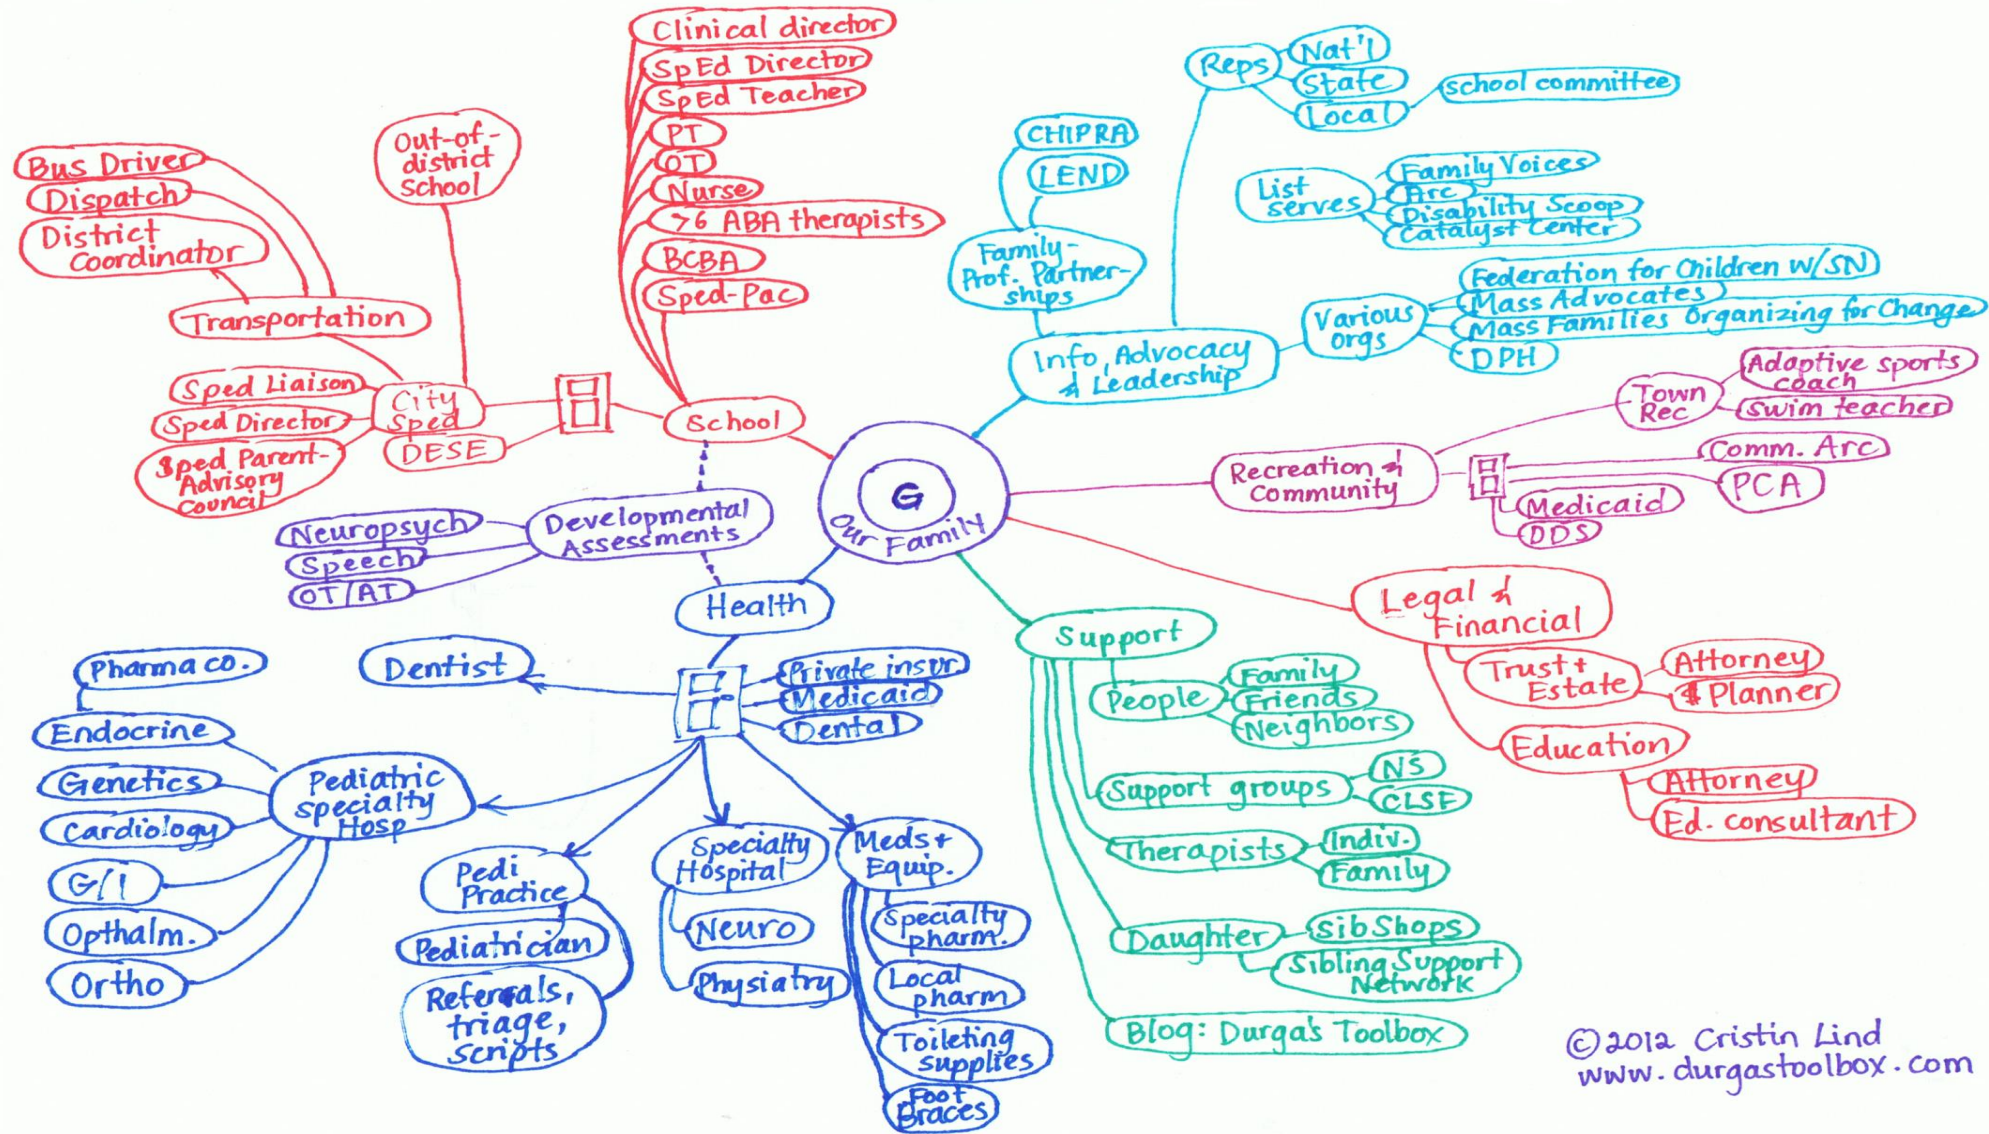 Clinical director
SpEd Director
SpEd Teacher
PT
OT
Nurse
>6 ABA therapists
BCBA
Sped-Pac
School
Out-of-
district
School
Bus Driver
Dispatch
District
Coordinator
Transportation
Sped Liaison
Sped Director
Sped Parent-
Advisory
Council
City
Sped
DESE
Reps
Nat'l
State
Local
school committee
CHIPRA
LEND
Family-
Prof. Partner-
ships
List
serves
Family Voices
Arc
Disability Scoop
Catalyst Center
Various
orgs
Federation for Children w/SN
Mass Advocates
Mass Families Organizing for Change
DPH
Info, Advocacy
& Leadership
G
Our Family
Recreation &
Community
Town
Rec
Adaptive sports
coach
swim teacher
Comm. Arc
PCA
Medicaid
DDS
Legal &
Financial
Trust +
Estate
Attorney
$ Planner
Education
Attorney
Ed. consultant
Developmental
Assessments
Neuropsych
Speech
OT/AT
Health
Dentist
Private insur
Medicaid
Dental
Pharma co.
Endocrine
Genetics
Cardiology
G/I
Opthalm.
Ortho
Pediatric
specialty
Hosp
Pedi
Practice
Pediatrician
Referrals,
triage,
scripts
Specialty
Hospital
Neuro
Physiatry
Meds +
Equip.
Specialty
pharm.
Local
pharm
Toileting
supplies
Foot
Braces
Support
People
Family
Friends
Neighbors
Support groups
NS
CLSF
Therapists
Indiv.
Family
Daughter
SibShops
Sibling Support
Network
Blog: Durga's Toolbox
©2012 Cristin Lind
www.durgastoolbox.com